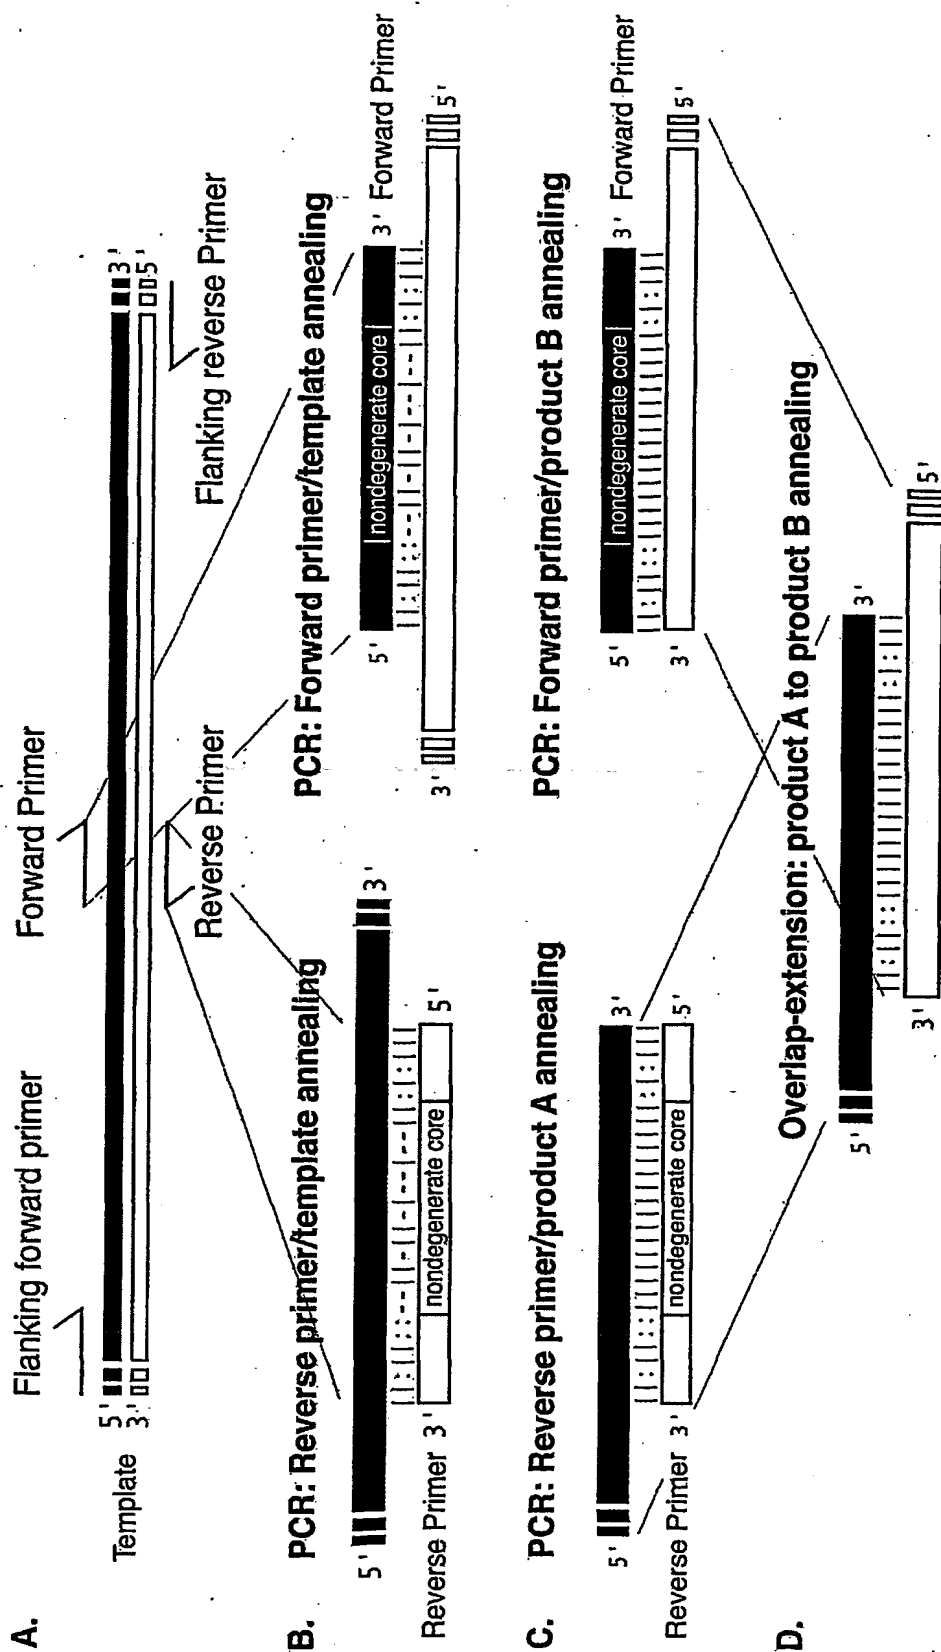 A.
Flanking forward primer
Forward Primer
Template
5'
3'
3'
5'
Reverse Primer
Flanking reverse Primer
B.
PCR: Reverse primer/template annealing
5'
3'
nondegenerate core
Reverse Primer 3'
5'
PCR: Forward primer/template annealing
5'
nondegenerate core
3' Forward Primer
3'
5'
C.
PCR: Reverse primer/product A annealing
5'
3'
nondegenerate core
Reverse Primer 3'
5'
PCR: Forward primer/product B annealing
5'
nondegenerate core
3' Forward Primer
3'
5'
D.
Overlap-extension: product A to product B annealing
5'
3'
3'
5'